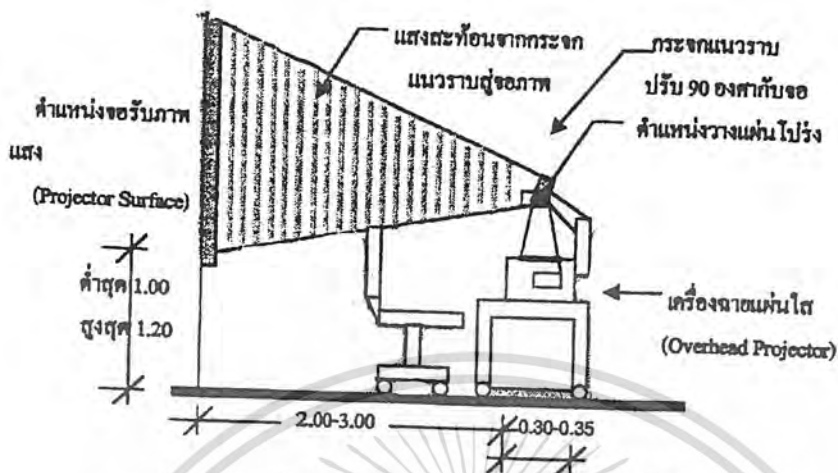 แสงสะท้อนจากกระจก
แนวราบสู่จอภาพ
กระจกแนวราบ
ปรับ 90 องศากับจอ
ตำแหน่งวางแผ่นโปร่ง
ตำแหน่งจอรับภาพ
แสง
(Projector Surface)
ต่ำสุด 1.00
สูงสุด 1.20
เครื่องฉายแผ่นใส
(Overhead Projector)
2.00-3.00
0.30-0.35